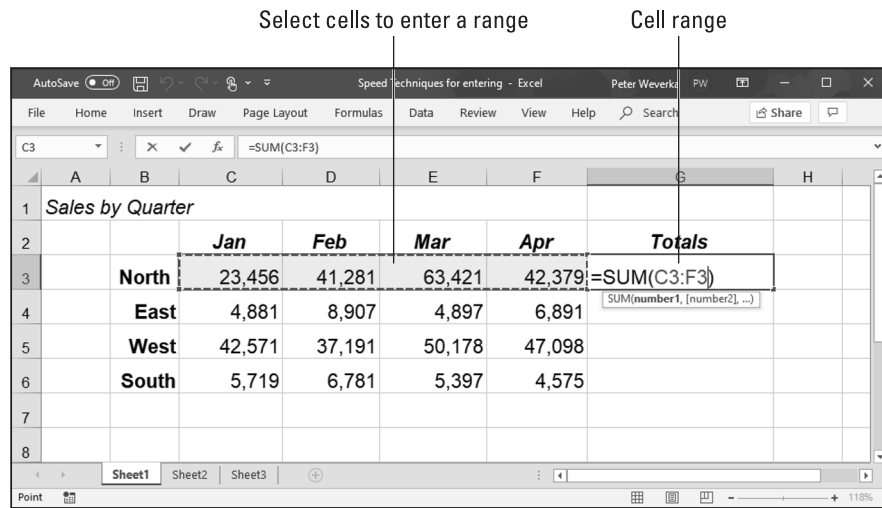 Select cells to enter a range Cell range
AutoSave Off Speed Techniques for entering - Excel Peter Weverka PW
File Home Insert Draw Page Layout Formulas Data Review View Help Search Share
C3 fx =SUM(C3:F3)
A B C D E F G H
1 Sales by Quarter
2 Jan Feb Mar Apr Totals
3 North 23,456 41,281 63,421 42,379 =SUM(C3:F3)
SUM(number1, [number2], ...)
4 East 4,881 8,907 4,897 6,891
5 West 42,571 37,191 50,178 47,098
6 South 5,719 6,781 5,397 4,575
7
8
Sheet1 Sheet2 Sheet3
Point 118%